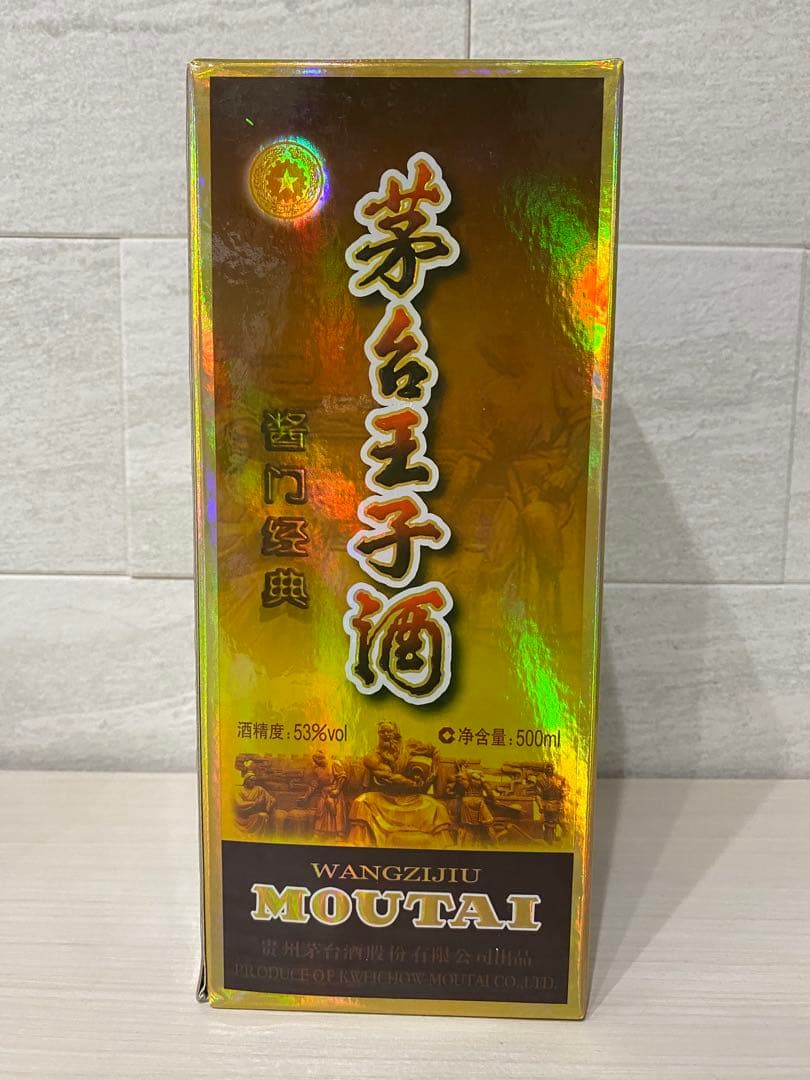 茅台王子酒
酱门经典
酒精度:53%vol
净含量:500ml
WANGZIJIU
MOUTAI
贵州茅台酒股份有限公司出品
PRODUCE OF KWEICHOW MOUTAI CO., LTD.